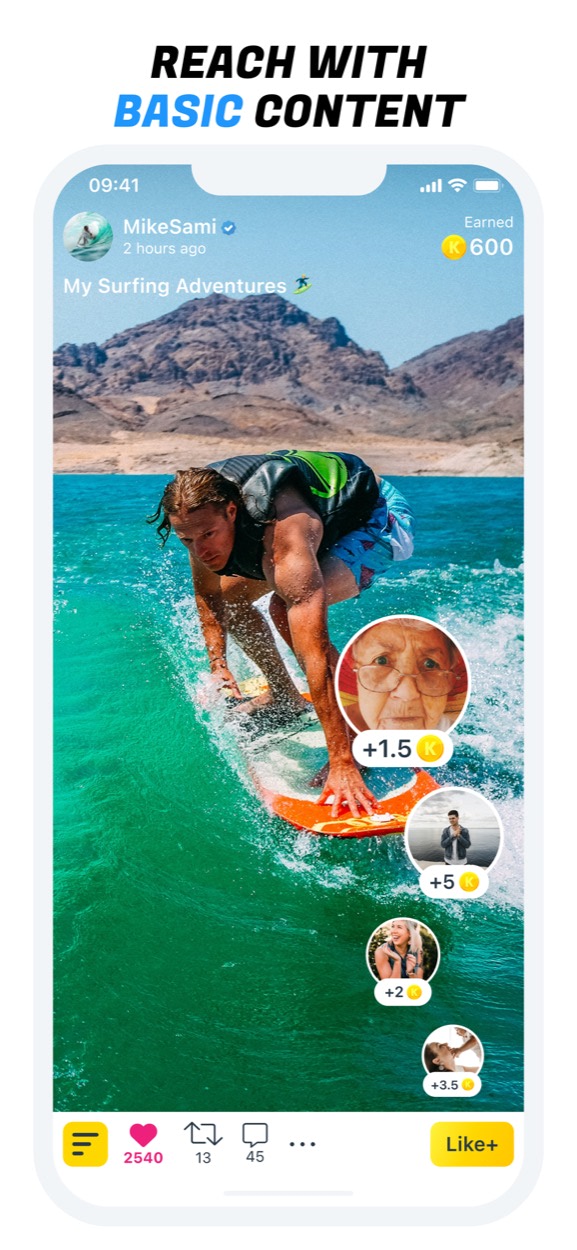 REACH WITH
BASIC CONTENT
09:41
MikeSami
2 hours ago
Earned
K 600
My Surfing Adventures
+1.5 K
+5 K
+2 K
+3.5 K
2540
13
45
Like+